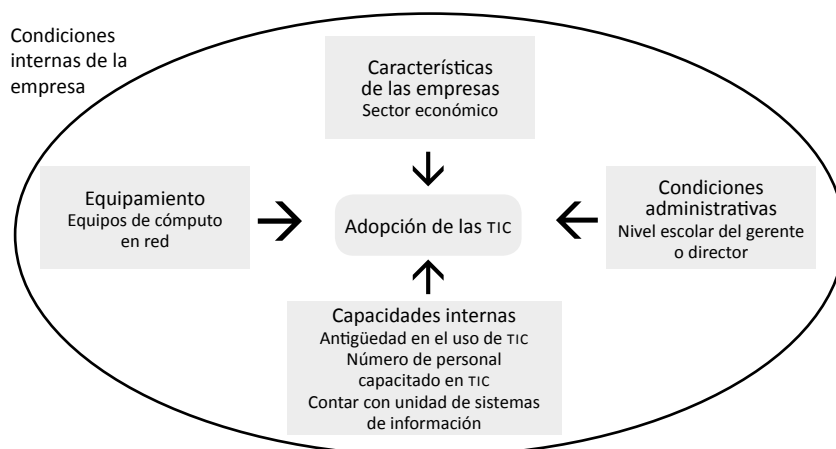 Condiciones
internas de la
empresa
Características
de las empresas
Sector económico
Equipamiento
Equipos de cómputo
en red
Adopción de las TIC
Condiciones
administrativas
Nivel escolar del gerente
o director
Capacidades internas
Antigüedad en el uso de TIC
Número de personal
capacitado en TIC
Contar con unidad de sistemas
de información